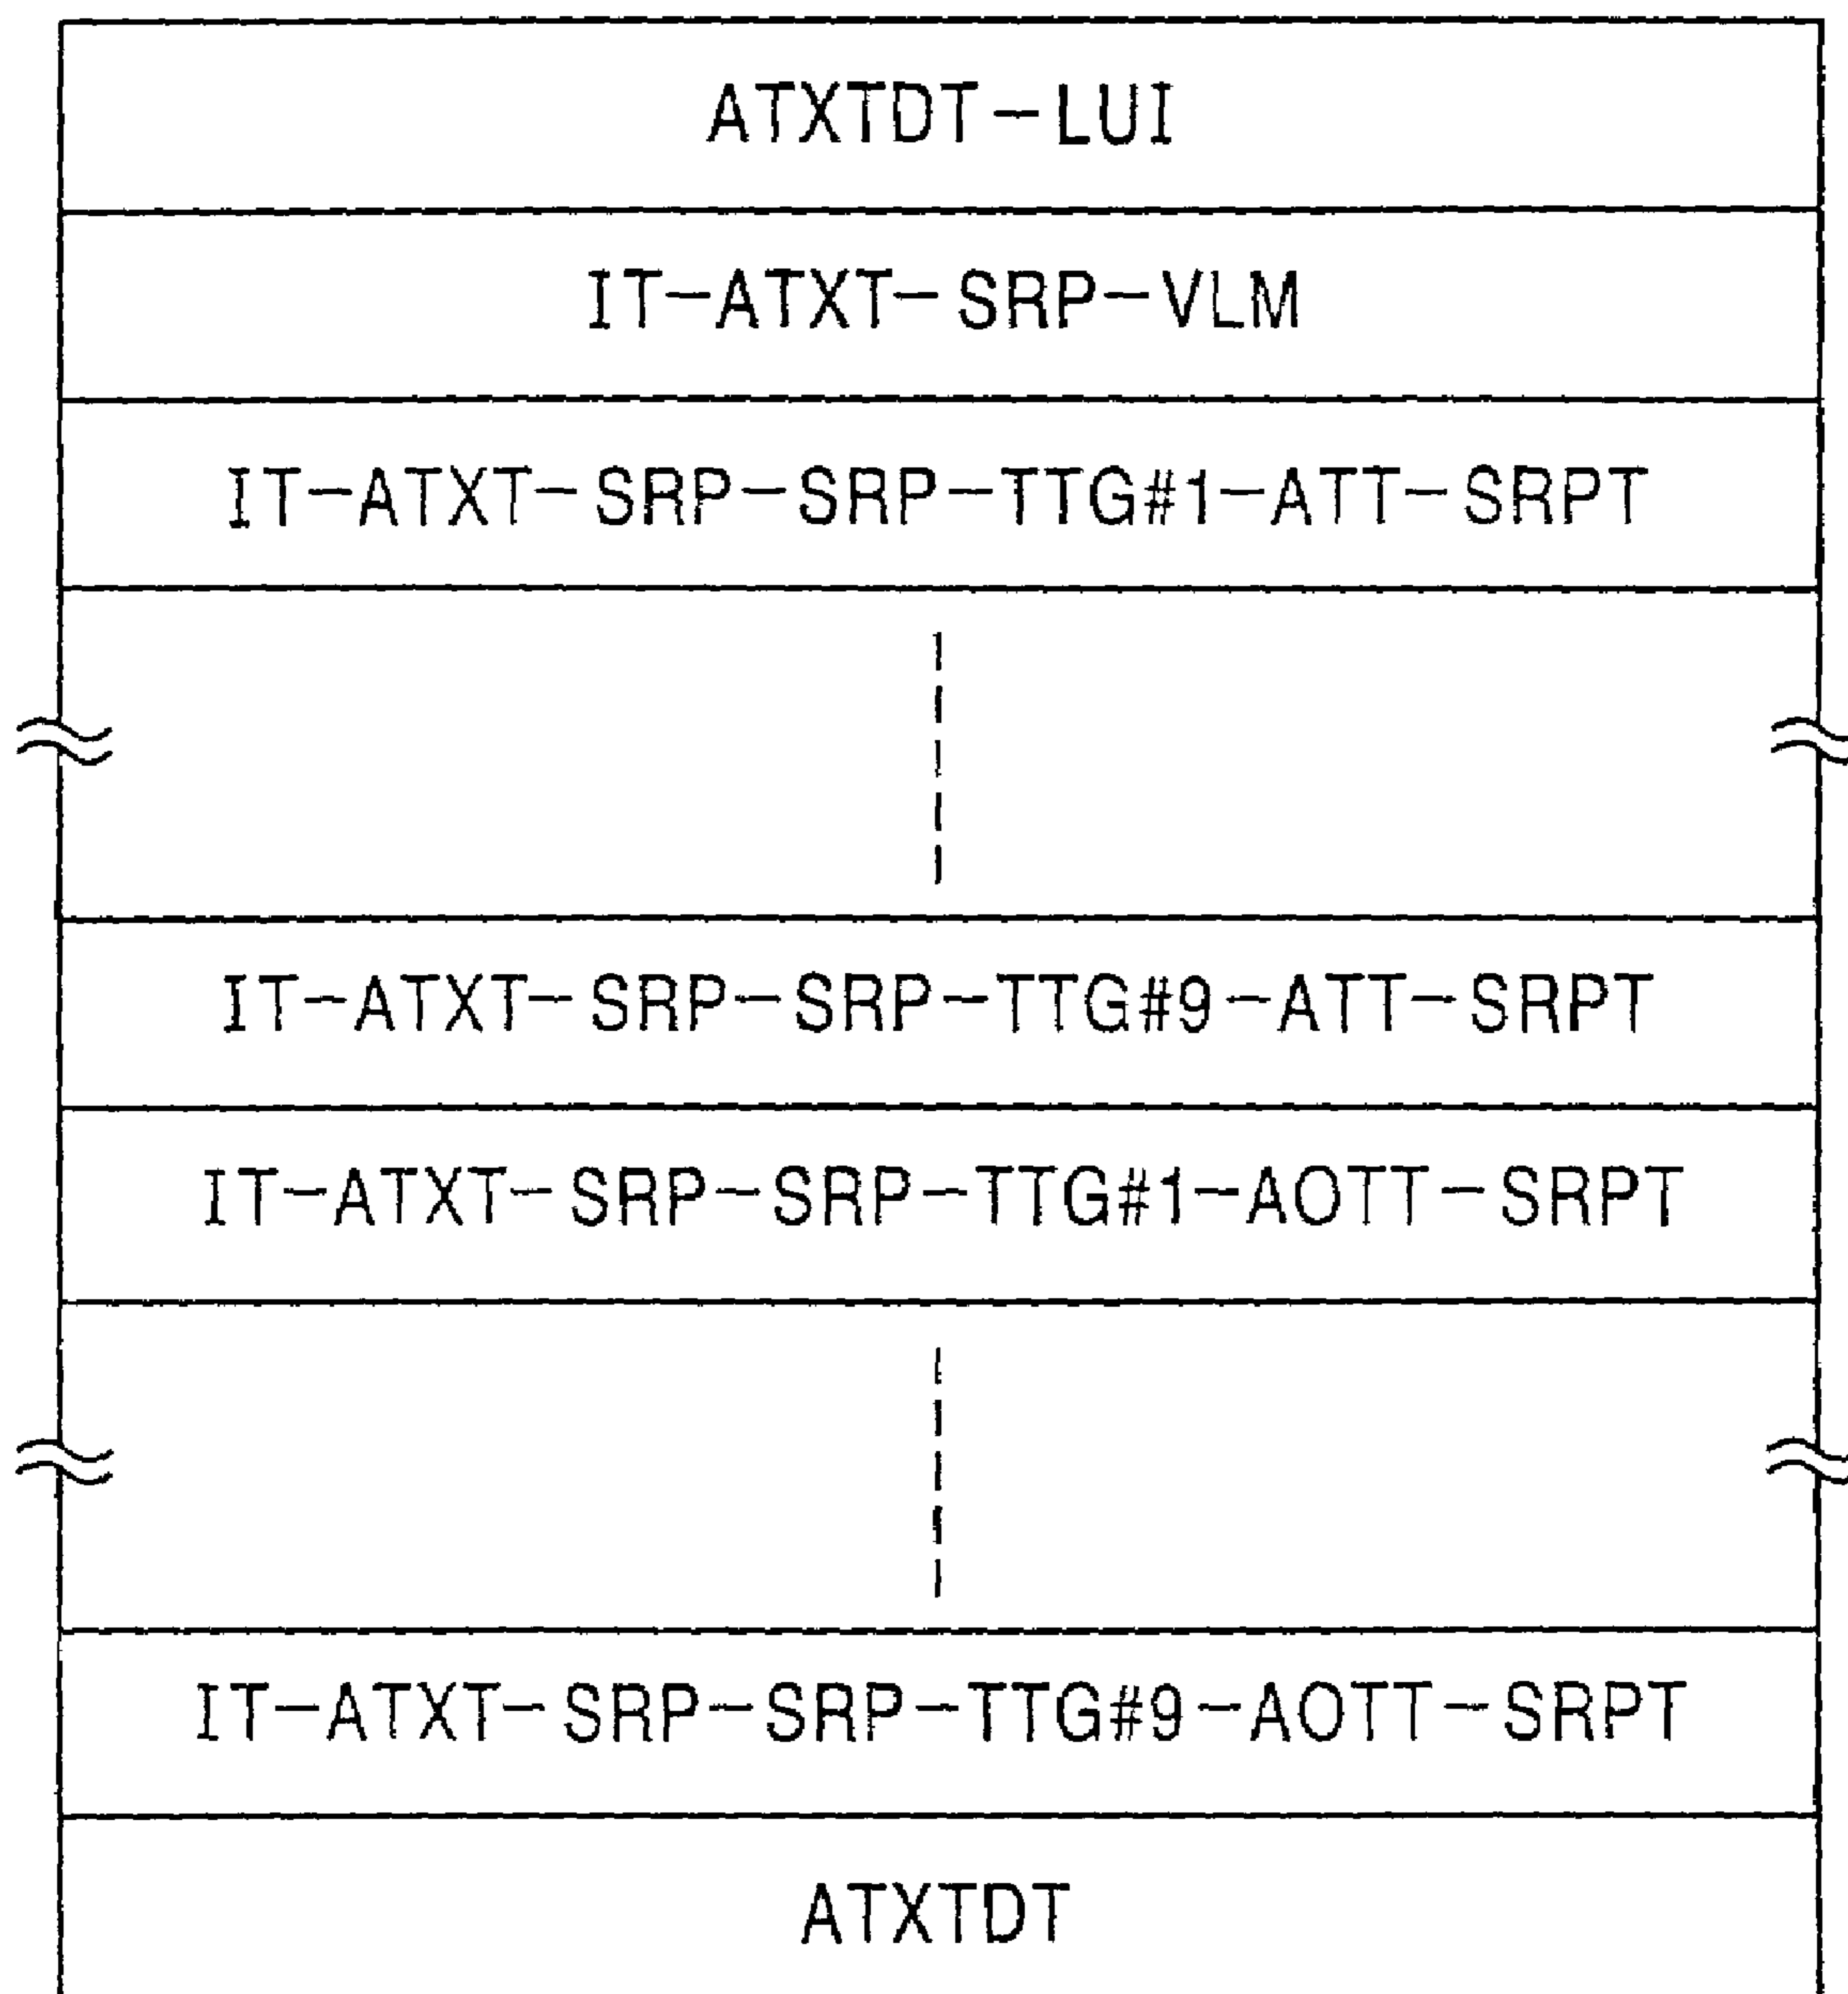 ATXTDT-LUI
IT-ATXT-SRP-VLM
IT-ATXT-SRP-SRP-TTG#1-ATT-SRPT
IT-ATXT-SRP-SRP-TTG#9-ATT-SRPT
IT-ATXT-SRP-SRP-TTG#1-AOTT-SRPT
IT-ATXT-SRP-SRP-TTG#9-AOTT-SRPT
ATXTDT